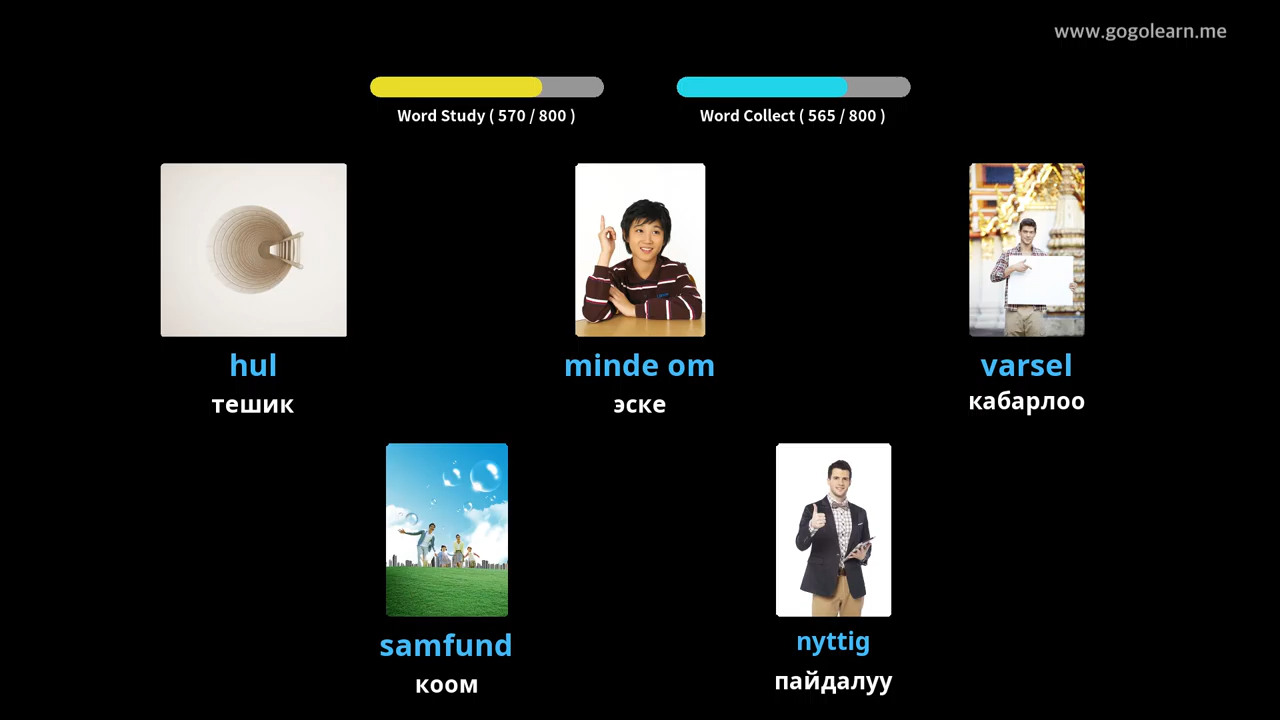 www.gogolearn.me
Word Study ( 570 / 800 )
Word Collect ( 565 / 800 )
hul
тешик
minde om
эске
varsel
кабарлоо
samfund
коом
nyttig
пайдалуу